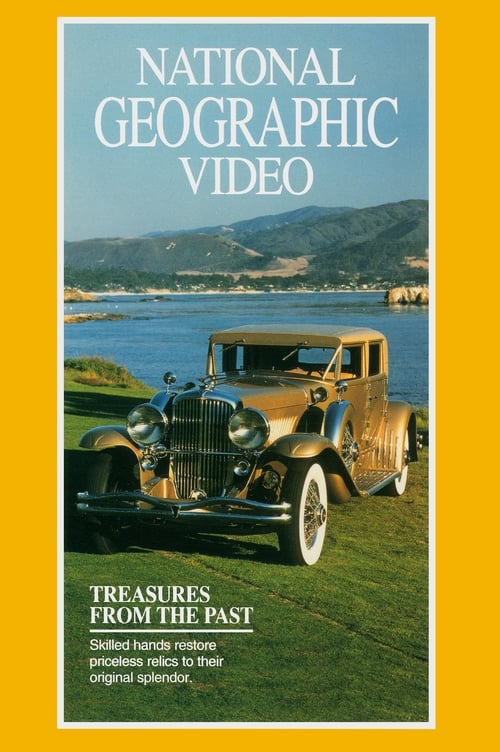 NATIONAL
GEOGRAPHIC
VIDEO
TREASURES
FROM THE PAST
Skilled hands restore
priceless relics to their
original splendor.